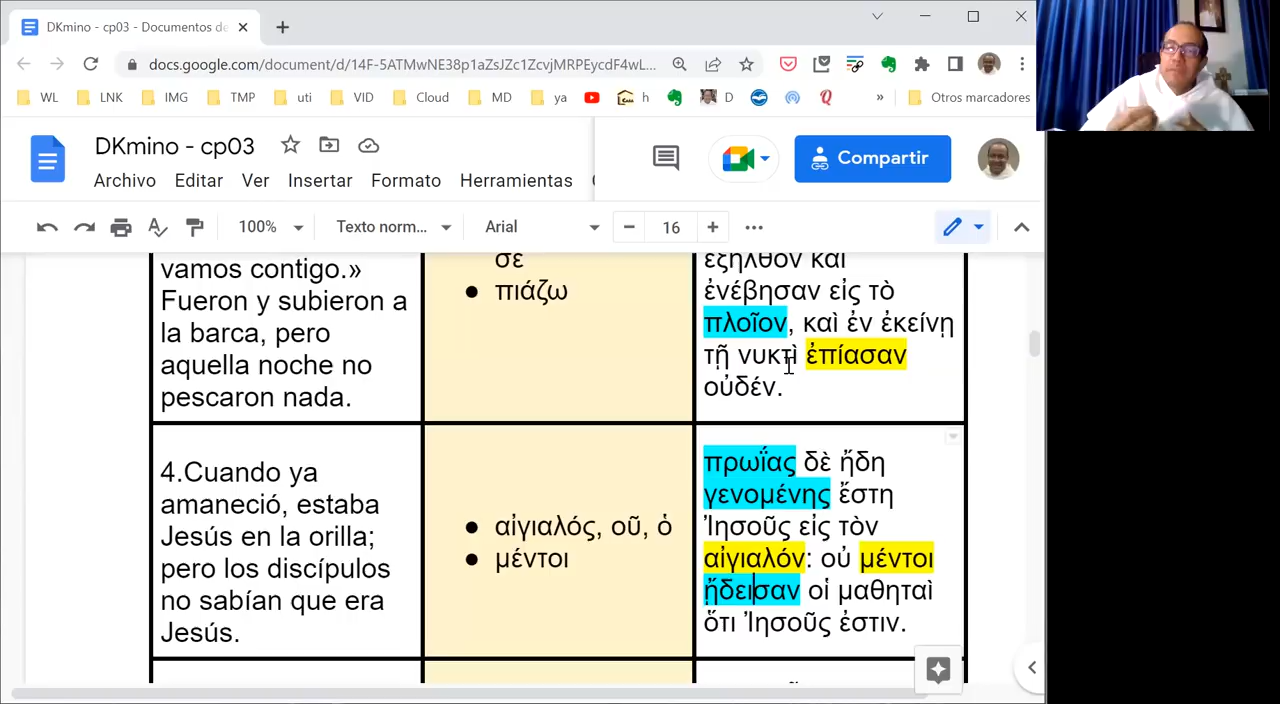 DKmino - cp03 - Documentos de
docs.google.com/document/d/14F-5ATMwNE38p1aZsJZc1ZcvjMRPEycdF4wL...
WL LNK IMG TMP uti VID Cloud MD ya h D » Otros marcadores
DKmino - cp03
Compartir
Archivo Editar Ver Insertar Formato Herramientas
100% Texto norm... Arial 16
vamos contigo.»
Fueron y subieron a
la barca, pero
aquella noche no
pescaron nada.
σε
● πιάζω
ἐξῆλθον καὶ
ἐνέβησαν εἰς τὸ
πλοῖον, καὶ ἐν ἐκείνῃ
τῇ νυκτὶ ἐπίασαν
οὐδέν.
4.Cuando ya
amaneció, estaba
Jesús en la orilla;
pero los discípulos
no sabían que era
Jesús.
● αἰγιαλός, οῦ, ὁ
● μέντοι
πρωΐας δὲ ἤδη
γενομένης ἔστη
Ἰησοῦς εἰς τὸν
αἰγιαλόν: οὐ μέντοι
ᾔδεισαν οἱ μαθηταὶ
ὅτι Ἰησοῦς ἐστιν.